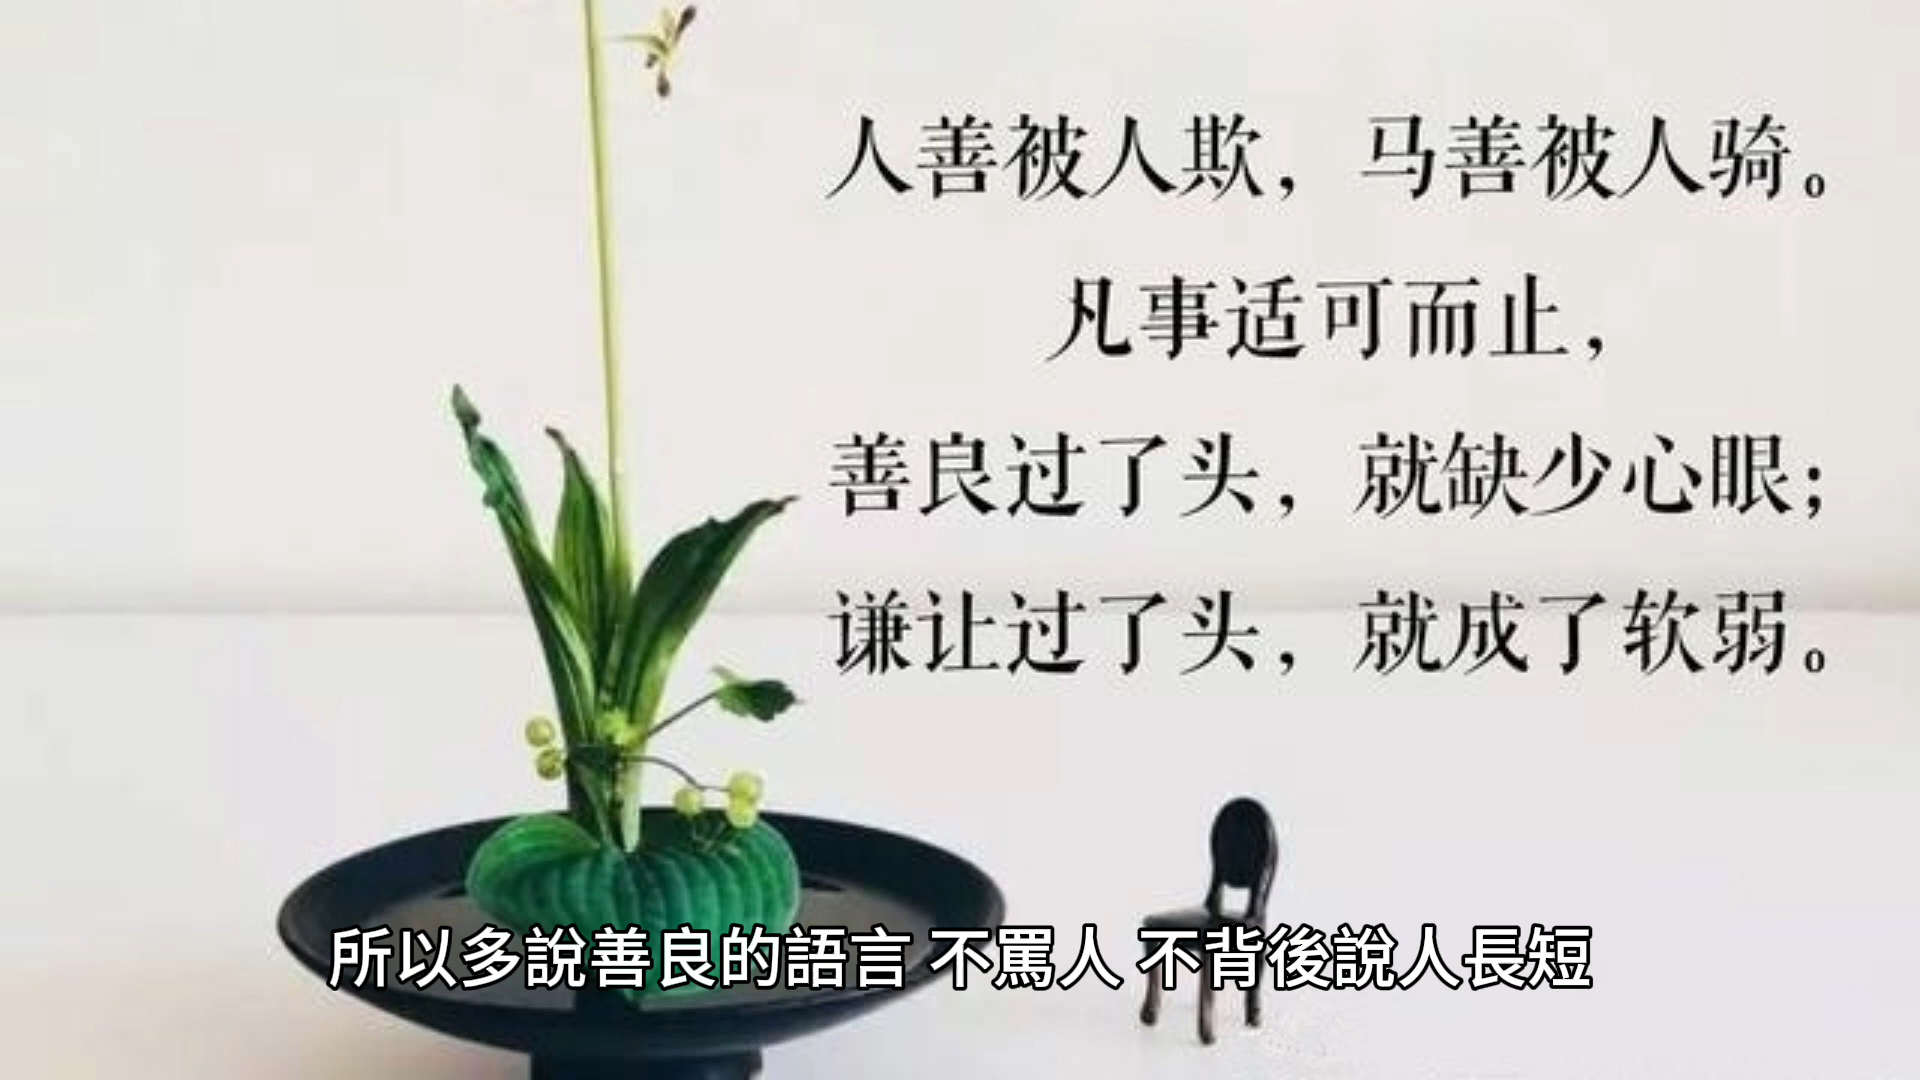 人善被人欺，马善被人骑。
凡事适可而止，
善良过了头，就缺少心眼；
谦让过了头，就成了软弱。
所以多說善良的語言 不罵人 不背後說人長短